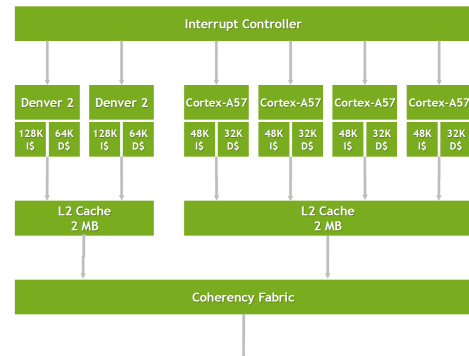 Interrupt Controller
Denver 2 Denver 2 Cortex-A57 Cortex-A57 Cortex-A57 Cortex-A57
128K 64K 128K 64K 48K 32K 48K 32K 48K 32K 48K 32K
I$ D$ I$ D$ I$ D$ I$ D$ I$ D$ I$ D$
L2 Cache L2 Cache
2 MB 2 MB
Coherency Fabric